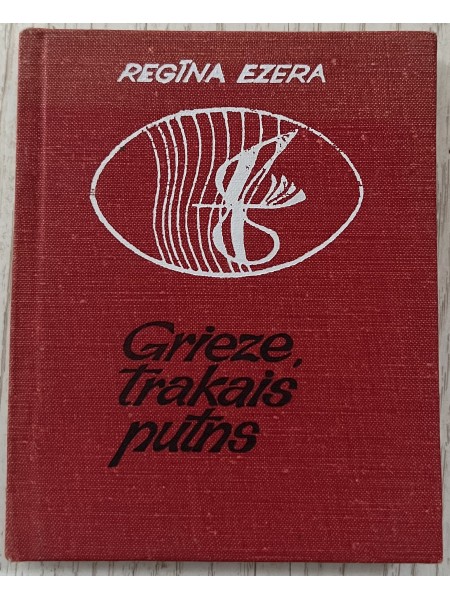 REGĪNA EZERA
Grieze,
trakais
putns